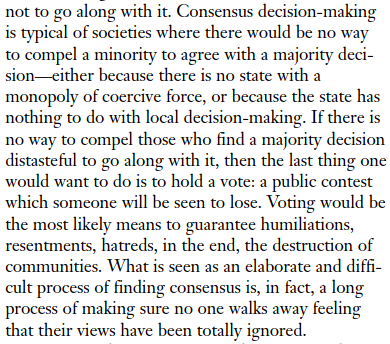 not to go along with it. Consensus decision-making
is typical of societies where there would be no way
to compel a minority to agree with a majority deci-
sion—either because there is no state with a
monopoly of coercive force, or because the state has
nothing to do with local decision-making. If there is
no way to compel those who find a majority decision
distasteful to go along with it, then the last thing one
would want to do is to hold a vote: a public contest
which someone will be seen to lose. Voting would be
the most likely means to guarantee humiliations,
resentments, hatreds, in the end, the destruction of
communities. What is seen as an elaborate and diffi-
cult process of finding consensus is, in fact, a long
process of making sure no one walks away feeling
that their views have been totally ignored.